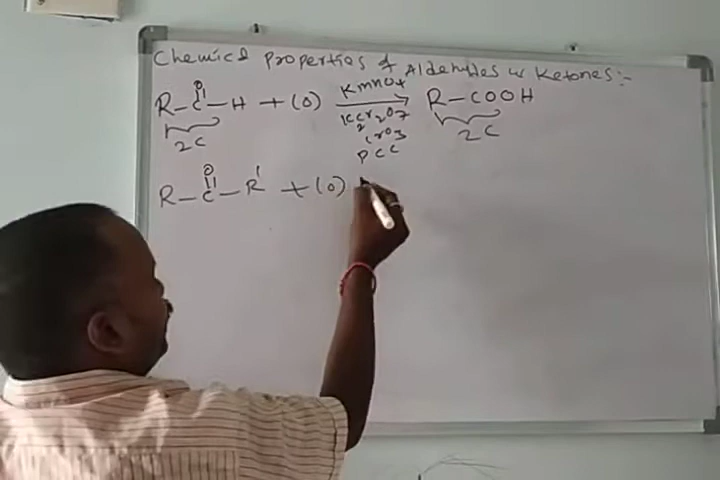 Chemical Properties of Aldehydes & Ketones:-
O
R-C-H + (O) KMnO4 R-COOH
K2Cr2O7
2C CrO3 2C
PCC
O
R-C-R' + (O)